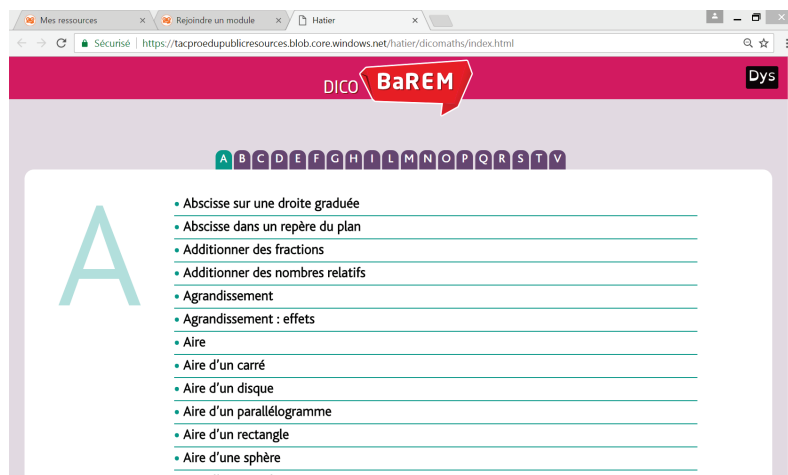 Mes ressources
Rejoindre un module
Hatier
Sécurisé
https://tacproedupublicresources.blob.core.windows.net/hatier/dicomaths/index.html
DICO BaREM
Dys
A B C D E F G H I L M N O P Q R S T V
A
• Abscisse sur une droite graduée
• Abscisse dans un repère du plan
• Additionner des fractions
• Additionner des nombres relatifs
• Agrandissement
• Agrandissement : effets
• Aire
• Aire d'un carré
• Aire d'un disque
• Aire d'un parallélogramme
• Aire d'un rectangle
• Aire d'une sphère